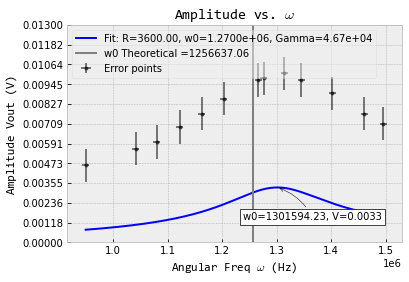 Amplitude vs. ω
Fit: R=3600.00, w0=1.2700e+06, Gamma=4.67e+04
w0 Theoretical =1256637.06
Error points
Amplitude Vout (V)
0.01300
0.01182
0.01064
0.00945
0.00827
0.00709
0.00591
0.00473
0.00355
0.00236
0.00118
0.00000
w0=1301594.23, V=0.0033
1.0 1.1 1.2 1.3 1.4 1.5
1e6
Angular Freq ω (Hz)